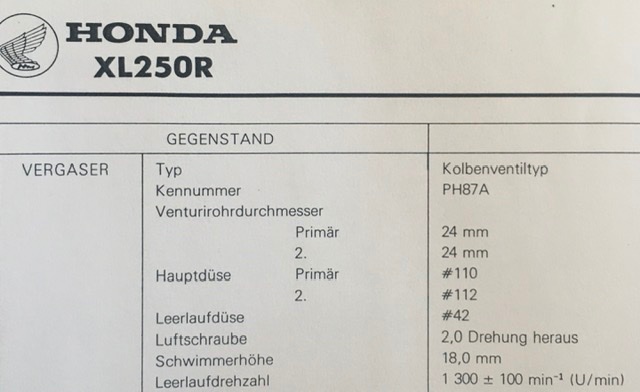 HONDA
XL250R
GEGENSTAND
VERGASER Typ Kolbenventiltyp
Kennummer PH87A
Venturirohrdurchmesser
Primär 24 mm
2. 24 mm
Hauptdüse Primär #110
2. #112
Leerlaufdüse #42
Luftschraube 2,0 Drehung heraus
Schwimmerhöhe 18,0 mm
Leerlaufdrehzahl 1 300 ± 100 min⁻¹ (U/min)